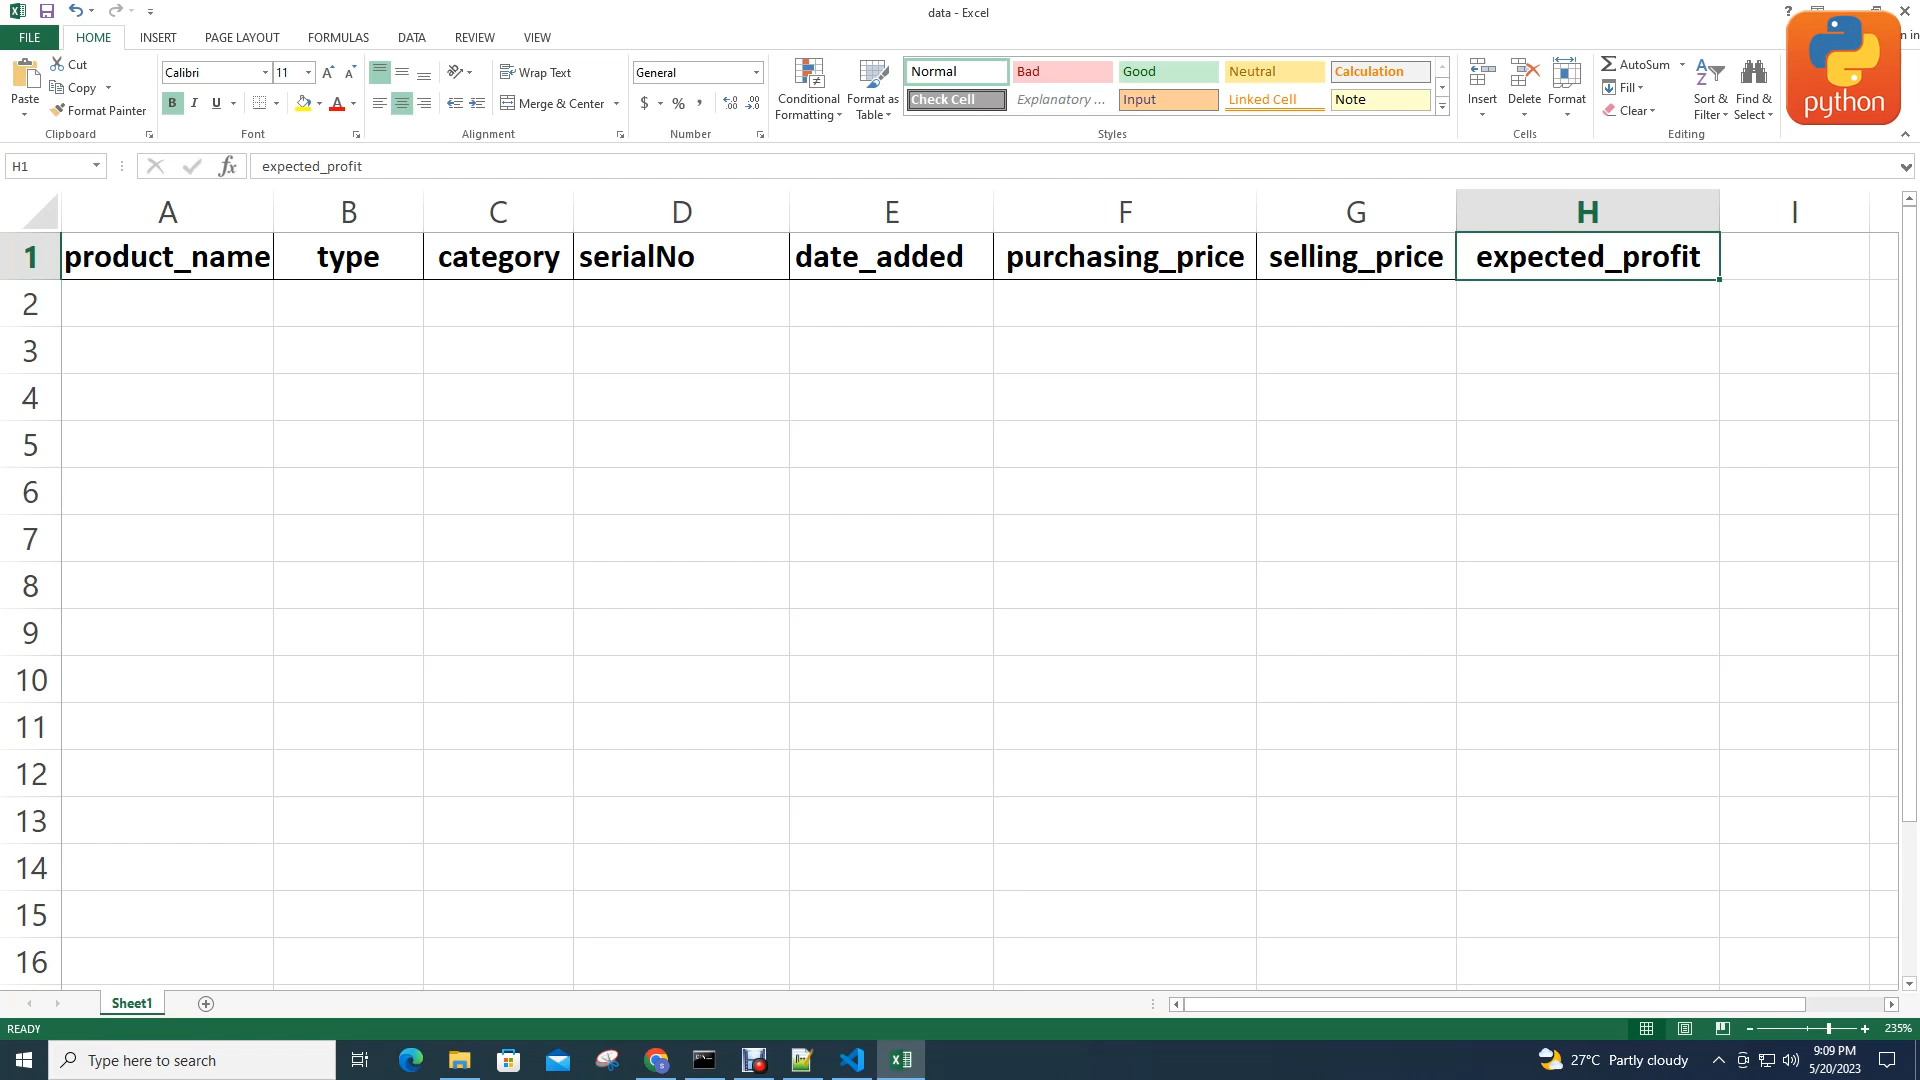 data - Excel
?
n in
FILE HOME INSERT PAGE LAYOUT FORMULAS DATA REVIEW VIEW
python
Paste
Cut
Copy
Format Painter
Clipboard
Calibri 11
B I U
Font
Wrap Text
Merge & Center
Alignment
General
$ % ,
Number
Conditional Formatting
Format as Table
Normal Bad Good Neutral Calculation
Check Cell Explanatory ... Input Linked Cell Note
Styles
Insert Delete Format
Cells
AutoSum
Fill
Clear
Sort & Filter
Find & Select
Editing
H1 fx expected_profit
A B C D E F G H I
1 product_name type category serialNo date_added purchasing_price selling_price expected_profit
2
3
4
5
6
7
8
9
10
11
12
13
14
15
16
Sheet1
READY 235%
Type here to search
27°C Partly cloudy
9:09 PM
5/20/2023